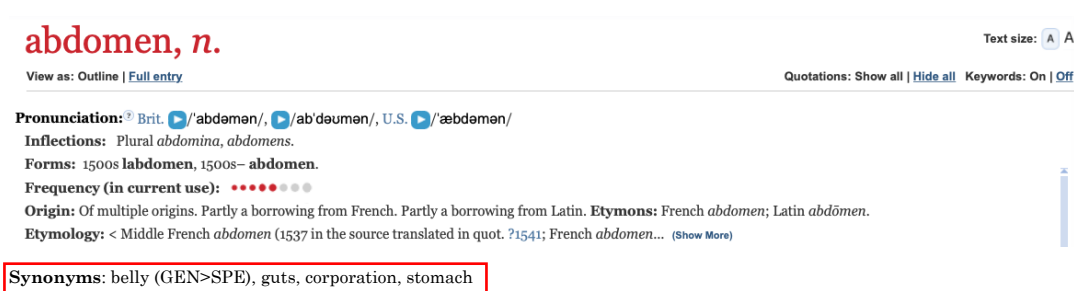 abdomen, n.
Text size: A A
View as: Outline | Full entry
Quotations: Show all | Hide all Keywords: On | Off
Pronunciation:? Brit. /ˈabdəmən/, /abˈdəʊmən/, U.S. /ˈæbdəmən/
Inflections: Plural abdomina, abdomens.
Forms: 1500s labdomen, 1500s– abdomen.
Frequency (in current use):
Origin: Of multiple origins. Partly a borrowing from French. Partly a borrowing from Latin. Etymons: French abdomen; Latin abdōmen.
Etymology: < Middle French abdomen (1537 in the source translated in quot. ?1541; French abdomen... (Show More)
Synonyms: belly (GEN>SPE), guts, corporation, stomach